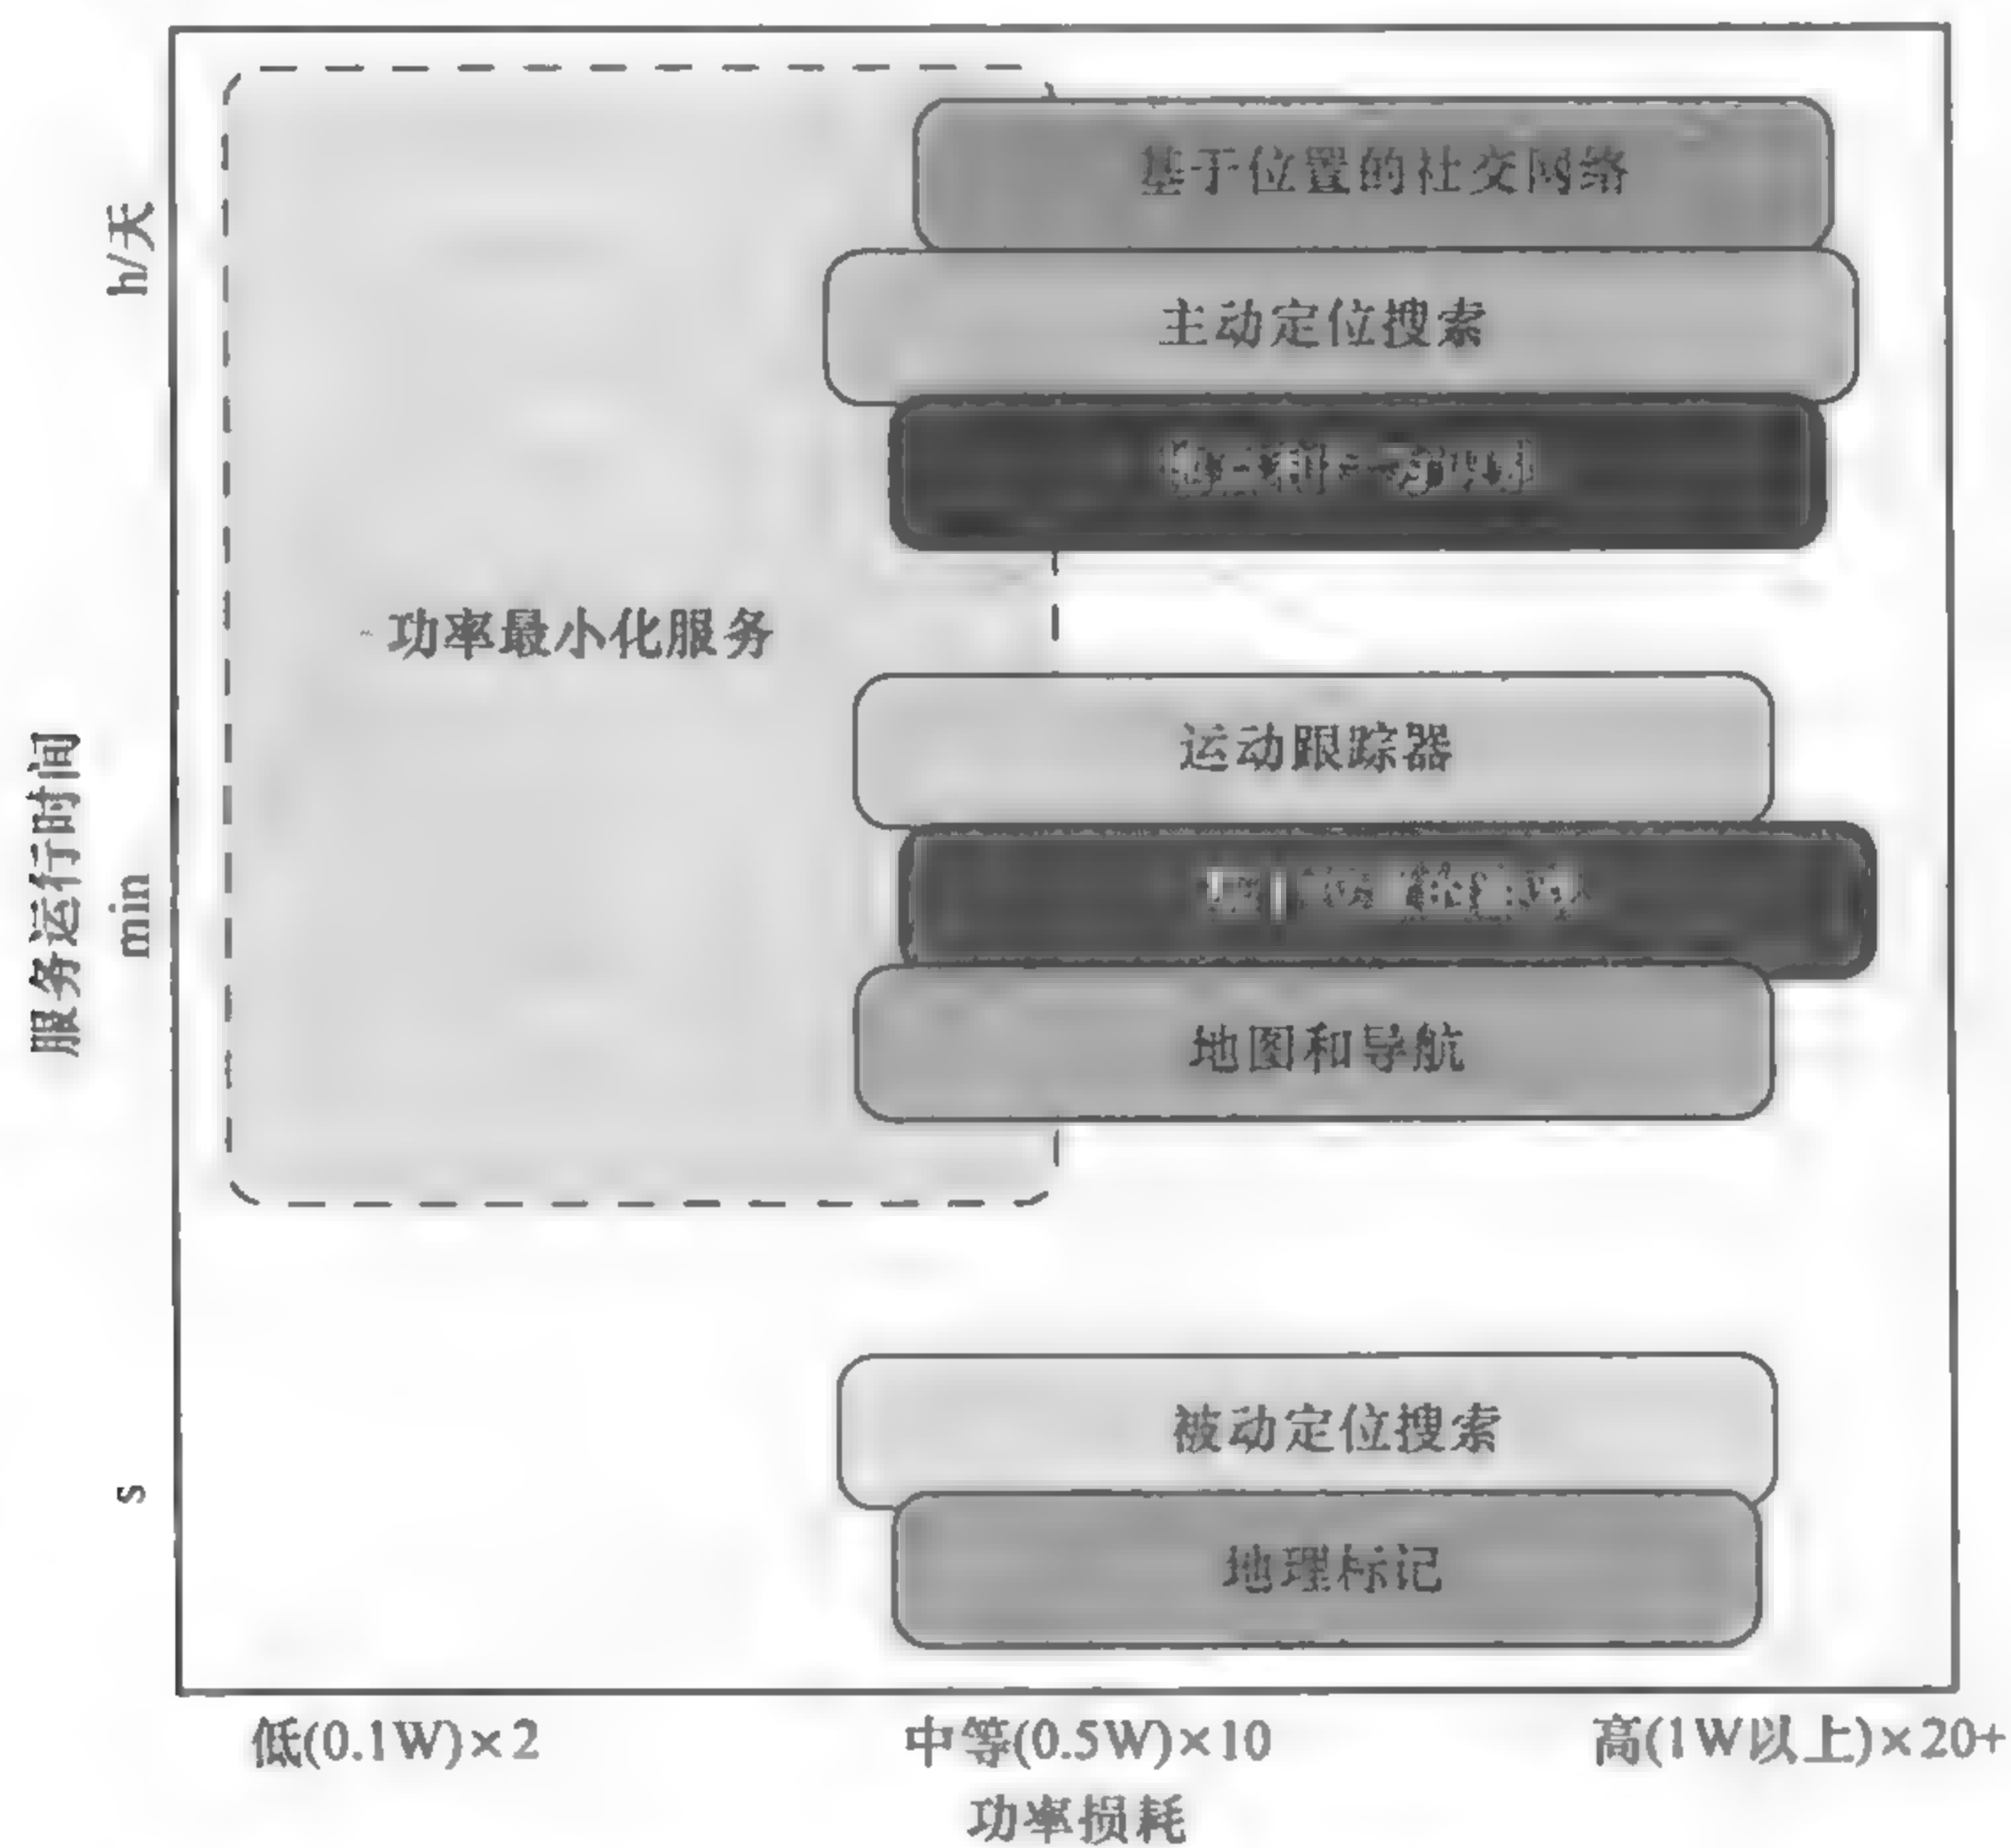 基于位置的社交网络
主动定位搜索
功率最小化服务
运动跟踪器
地图和导航
被动定位搜索
地理标记
h/天
min
s
服务运行时间
低(0.1W)×2
中等(0.5W)×10
高(1W以上)×20+
功率损耗